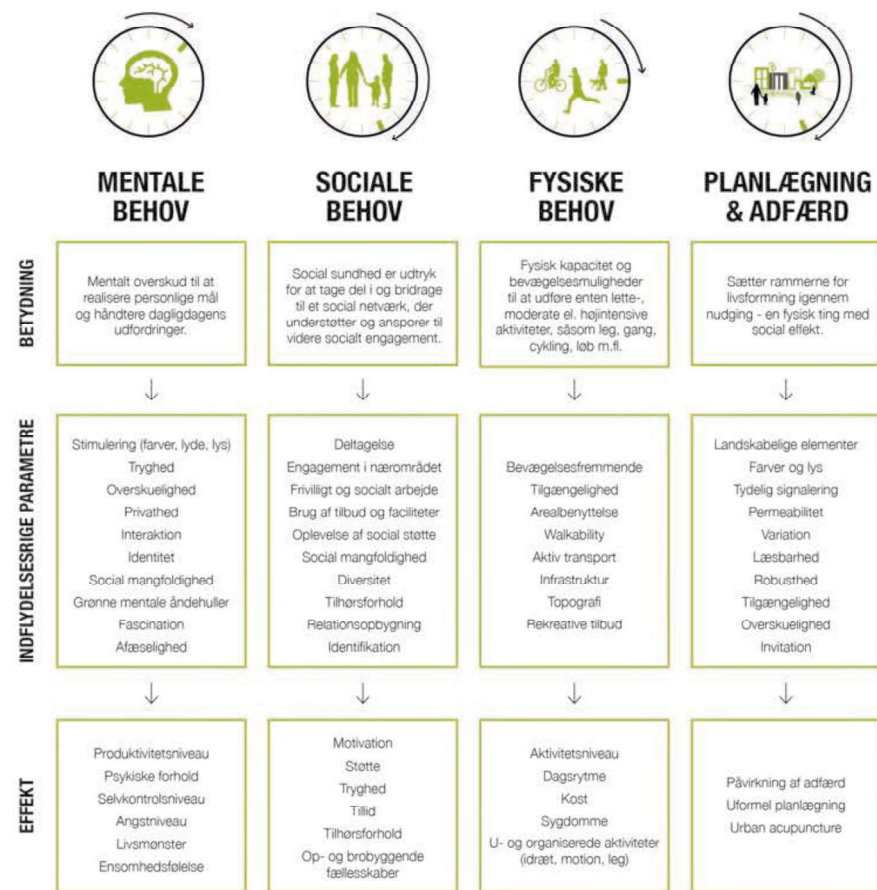 MENTALE
BEHOV
SOCIALE
BEHOV
FYSISKE
BEHOV
PLANLÆGNING
& ADFÆRD
BETYDNING
Mentalt overskud til at
realisere personlige mål
og håndtere dagligdagens
udfordringer.
Social sundhed er udtryk
for at tage del i og bridrage
til et social netværk, der
understøtter og ansporer til
videre socialt engagement.
Fysisk kapacitet og
bevægelsesmuligheder
til at udføre enten lette-,
moderate el. højintensive
aktiviteter, såsom leg, gang,
cykling, løb m.fl.
Sætter rammerne for
livsformning igennem
nudging - en fysisk ting med
social effekt.
INDFLYDELSESRIGE PARAMETRE
Stimulering (farver, lyde, lys)
Tryghed
Overskuelighed
Privathed
Interaktion
Identitet
Social mangfoldighed
Grønne mentale åndehuller
Fascination
Afæselighed
Deltagelse
Engagement i nærområdet
Frivilligt og socialt arbejde
Brug af tilbud og faciliteter
Oplevelse af social støtte
Social mangfoldighed
Diversitet
Tilhørsforhold
Relationsopbygning
Identifikation
Bevægelsesfremmende
Tilgængelighed
Arealbenyttelse
Walkability
Aktiv transport
Infrastruktur
Topografi
Rekreative tilbud
Landskabelige elementer
Farver og lys
Tydelig signalering
Permeabilitet
Variation
Læsbarhed
Robusthed
Tilgængelighed
Overskuelighed
Invitation
EFFEKT
Produktivitetsniveau
Psykiske forhold
Selvkontrolsniveau
Angstniveau
Livsmønster
Ensomhedsfølelse
Motivation
Støtte
Tryghed
Tillid
Tilhørsforhold
Op- og brobyggende
fællesskaber
Aktivitetsniveau
Dagsrytme
Kost
Sygdomme
U- og organiserede aktiviteter
(idræt, motion, leg)
Påvirkning af adfærd
Uformel planlægning
Urban acupuncture